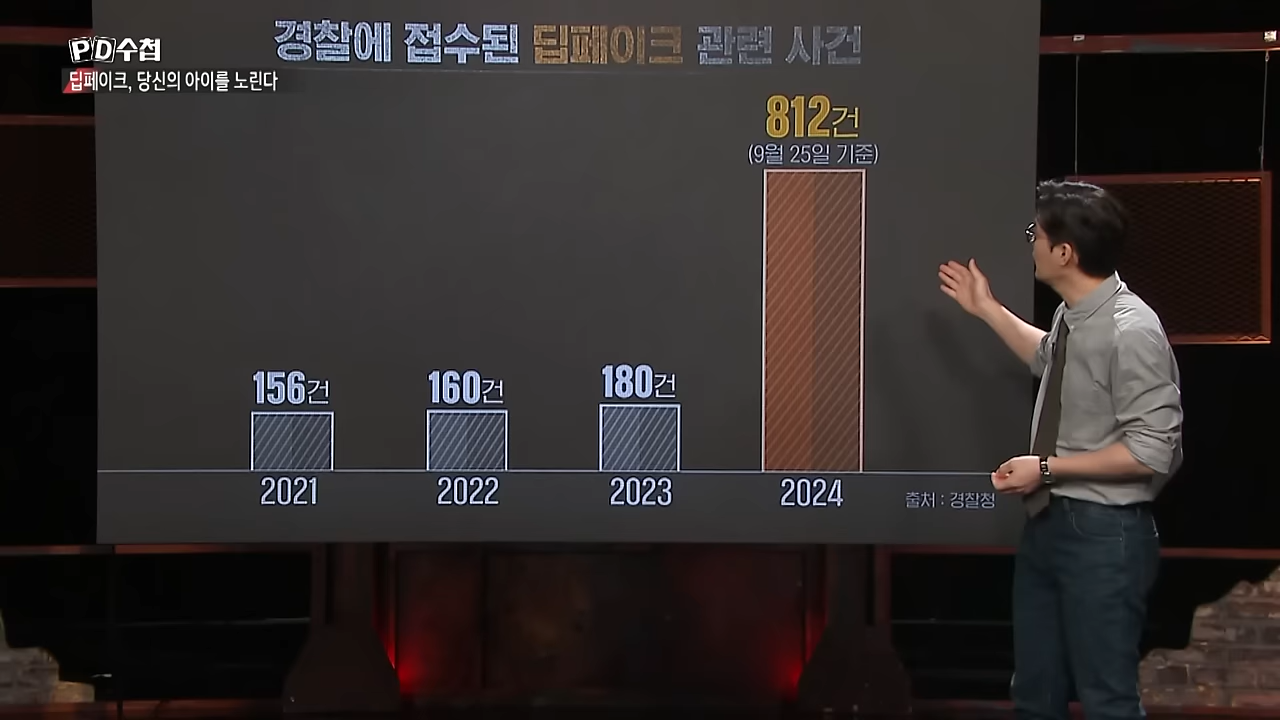 PD수첩
딥페이크, 당신의 아이를 노린다
경찰에 접수된 딥페이크 관련 사건
812건
(9월 25일 기준)
156건
160건
180건
2021
2022
2023
2024
출처 : 경찰청